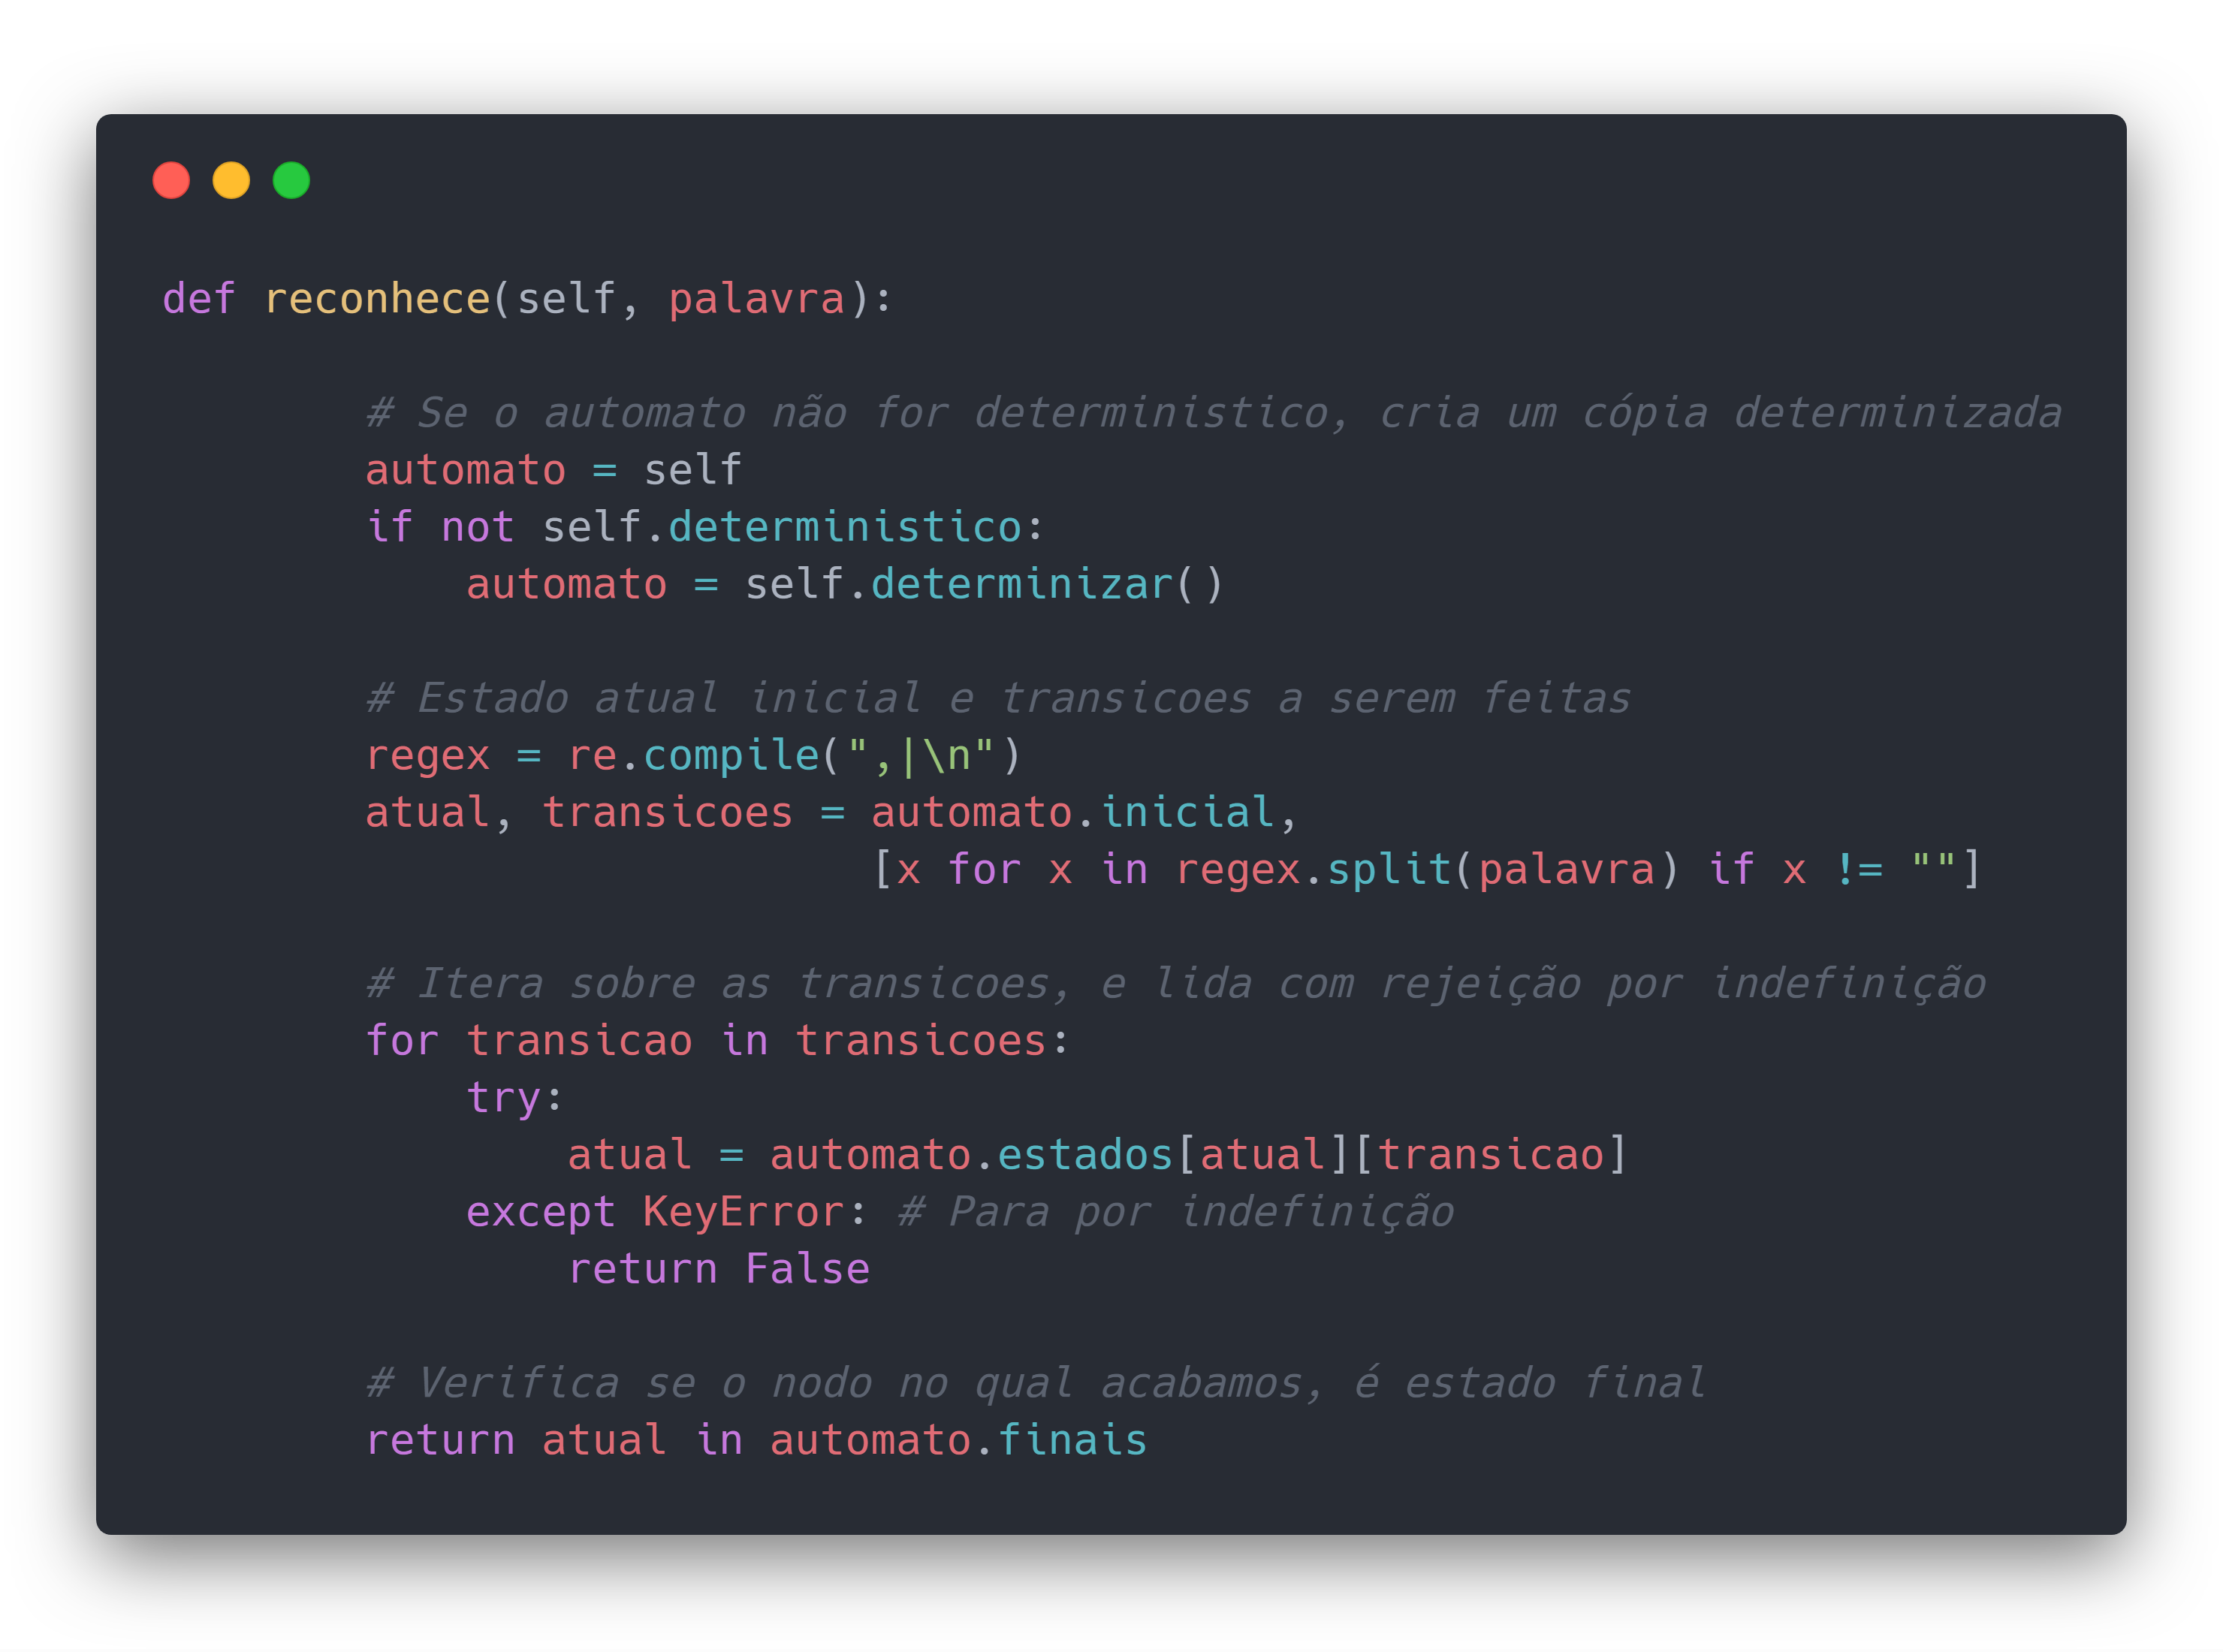 def reconhece(self, palavra):
# Se o automato não for deterministico, cria um cópia determinizada
automato = self
if not self.deterministico:
automato = self.determinizar()
# Estado atual inicial e transicoes a serem feitas
regex = re.compile(",|\n")
atual, transicoes = automato.inicial,
[x for x in regex.split(palavra) if x != ""]
# Itera sobre as transicoes, e lida com rejeição por indefinição
for transicao in transicoes:
try:
atual = automato.estados[atual][transicao]
except KeyError: # Para por indefinição
return False
# Verifica se o nodo no qual acabamos, é estado final
return atual in automato.finais